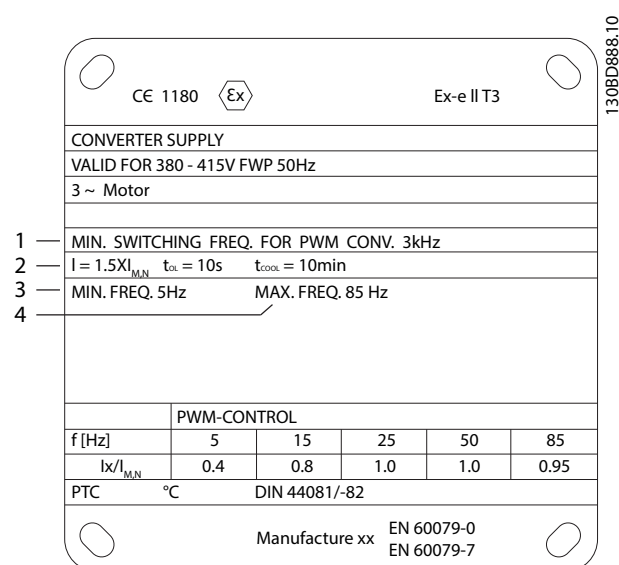 130BD888.10
CE 1180 Ex Ex-e ll T3
CONVERTER SUPPLY
VALID FOR 380 - 415V FWP 50Hz
3 ~ Motor
1 MIN. SWITCHING FREQ. FOR PWM CONV. 3kHz
2 I = 1.5XI M,N tOL = 10s tCOOL = 10min
3 MIN. FREQ. 5Hz MAX. FREQ. 85 Hz
4
PWM-CONTROL
f [Hz] 5 15 25 50 85
Ix/I M,N 0.4 0.8 1.0 1.0 0.95
PTC °C DIN 44081/-82
Manufacture xx EN 60079-0
EN 60079-7